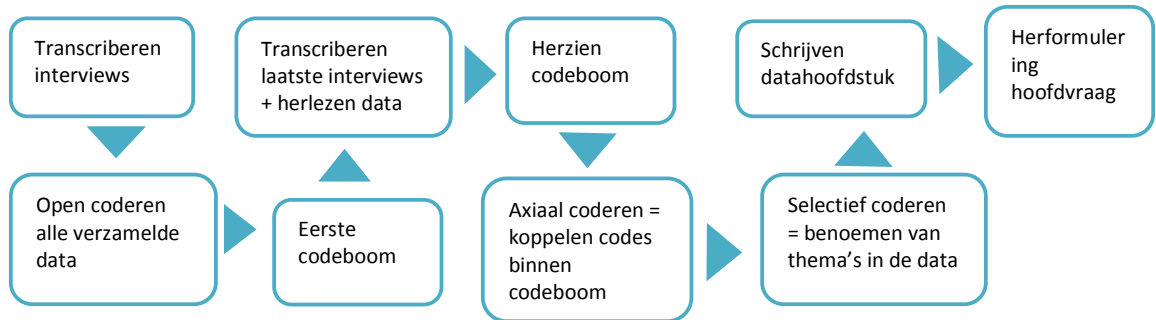 Transcriberen
interviews
Open coderen
alle verzamelde
data
Eerste
codeboom
Transcriberen
laatste interviews
+ herlezen data
Herzien
codeboom
Axiaal coderen =
koppelen codes
binnen
codeboom
Selectief coderen
= benoemen van
thema's in de data
Schrijven
datahoofdstuk
Herformuler
ing
hoofdvraag